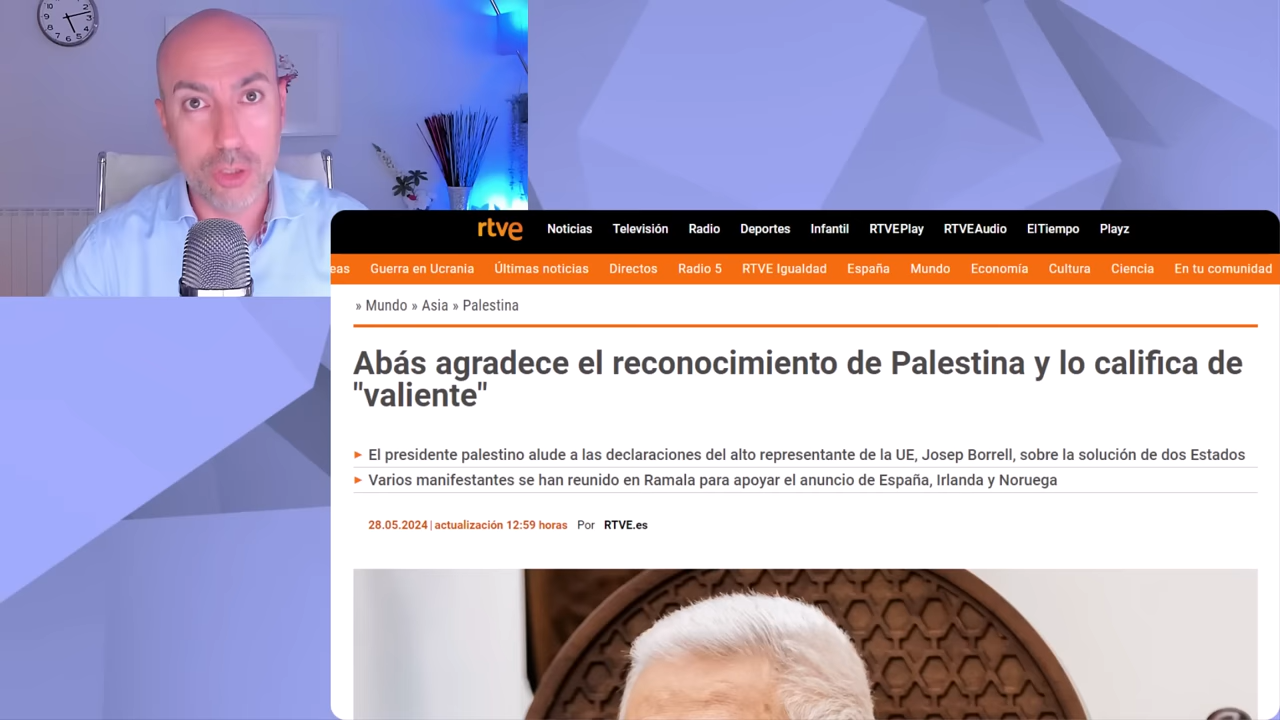 rtve Noticias Televisión Radio Deportes Infantil RTVEPlay RTVEAudio ElTiempo Playz
eas Guerra en Ucrania Últimas noticias Directos Radio 5 RTVE Igualdad España Mundo Economía Cultura Ciencia En tu comunidad
» Mundo » Asia » Palestina
Abás agradece el reconocimiento de Palestina y lo califica de
"valiente"
El presidente palestino alude a las declaraciones del alto representante de la UE, Josep Borrell, sobre la solución de dos Estados
Varios manifestantes se han reunido en Ramala para apoyar el anuncio de España, Irlanda y Noruega
28.05.2024 | actualización 12:59 horas Por RTVE.es